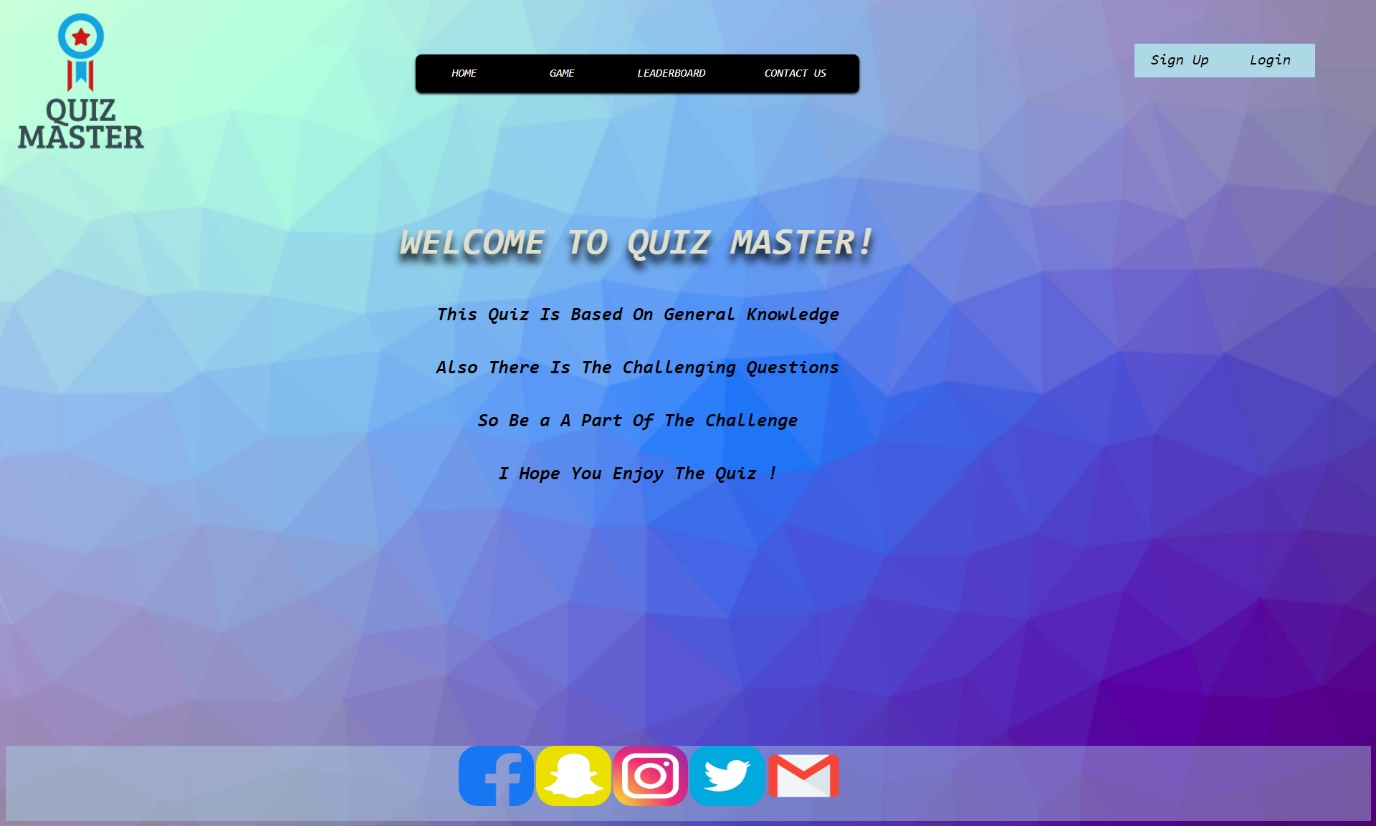 QUIZ
MASTER
HOME GAME LEADERBOARD CONTACT US
Sign Up Login
WELCOME TO QUIZ MASTER!
This Quiz Is Based On General Knowledge
Also There Is The Challenging Questions
So Be a A Part Of The Challenge
I Hope You Enjoy The Quiz !